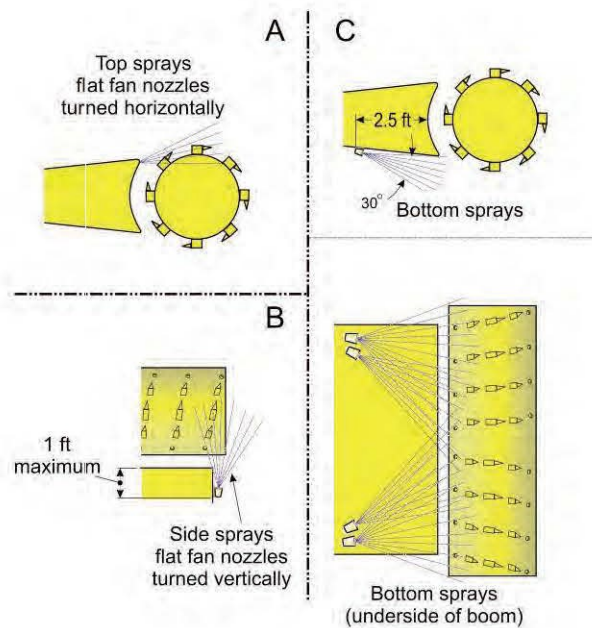 A
Top sprays
flat fan nozzles
turned horizontally
B
1 ft
maximum
Side sprays
flat fan nozzles
turned vertically
C
2.5 ft
30°
Bottom sprays
Bottom sprays
(underside of boom)